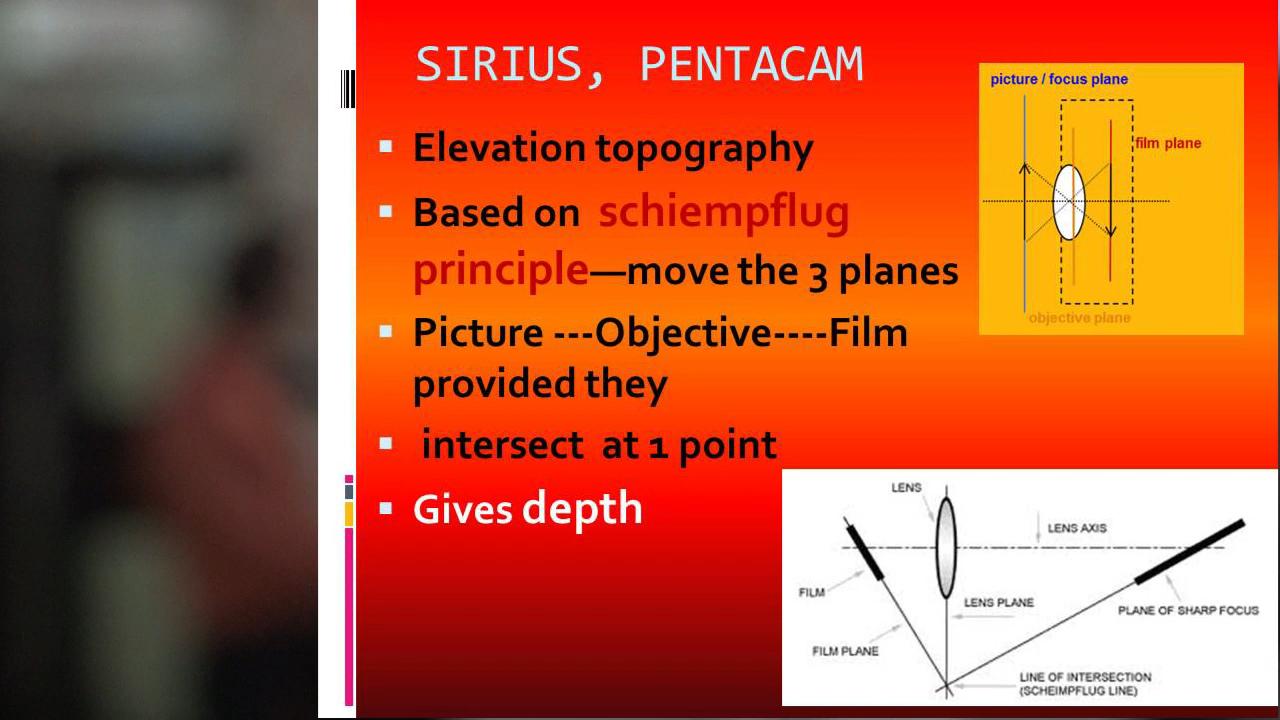 SIRIUS, PENTACAM
Elevation topography
Based on schiempflug
principle—move the 3 planes
Picture ---Objective----Film
provided they
intersect at 1 point
Gives depth
picture / focus plane
film plane
objective plane
LENS
LENS AXIS
FILM
LENS PLANE
PLANE OF SHARP FOCUS
FILM PLANE
LINE OF INTERSECTION
(SCHEIMPFLUG LINE)